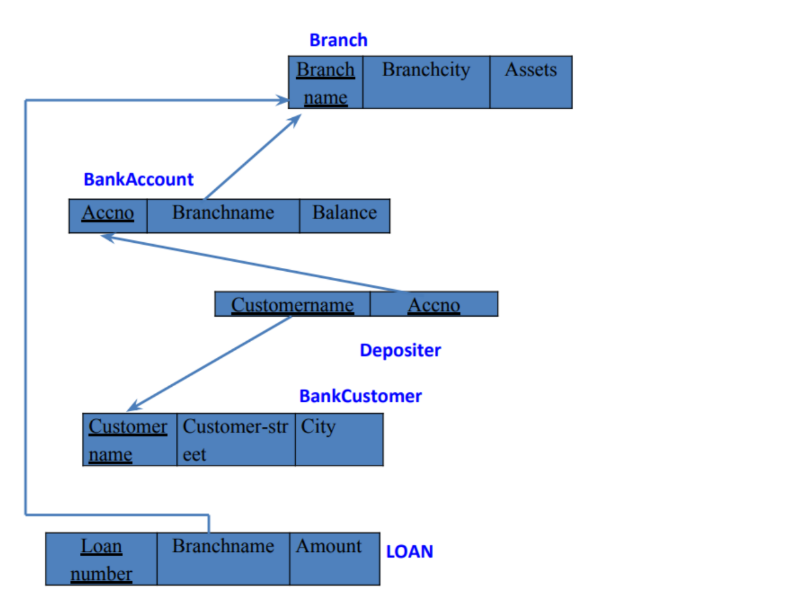 Branch
Branch Branchcity Assets
name
BankAccount
Accno Branchname Balance
Customername Accno
Depositer
BankCustomer
Customer Customer-str City
name eet
Loan Branchname Amount LOAN
number